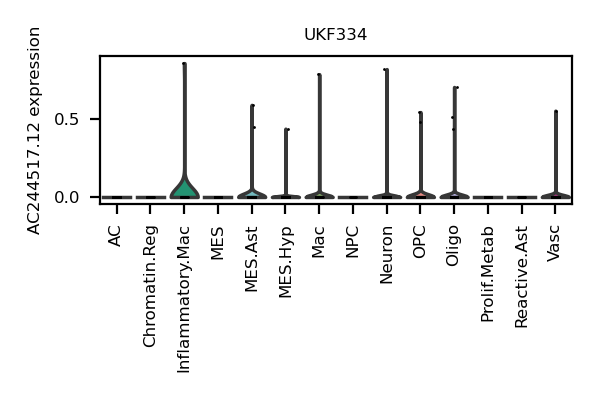 UKF334
AC244517.12 expression
0.5
0.0
AC
Chromatin.Reg
Inflammatory.Mac
MES
MES.Ast
MES.Hyp
Mac
NPC
Neuron
OPC
Oligo
Prolif.Metab
Reactive.Ast
Vasc